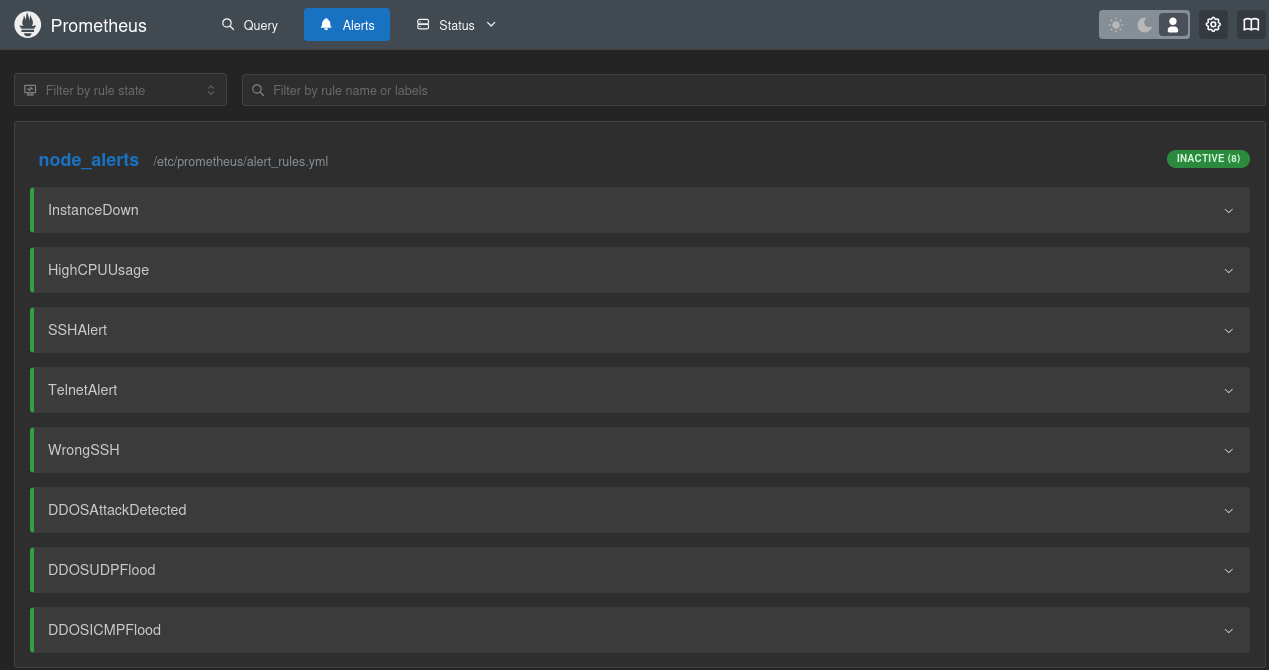 Prometheus Query Alerts Status
Filter by rule state Filter by rule name or labels
node_alerts /etc/prometheus/alert_rules.yml INACTIVE (8)
InstanceDown
HighCPUUsage
SSHAlert
TelnetAlert
WrongSSH
DDOSAttackDetected
DDOSUDPFlood
DDOSICMPFlood